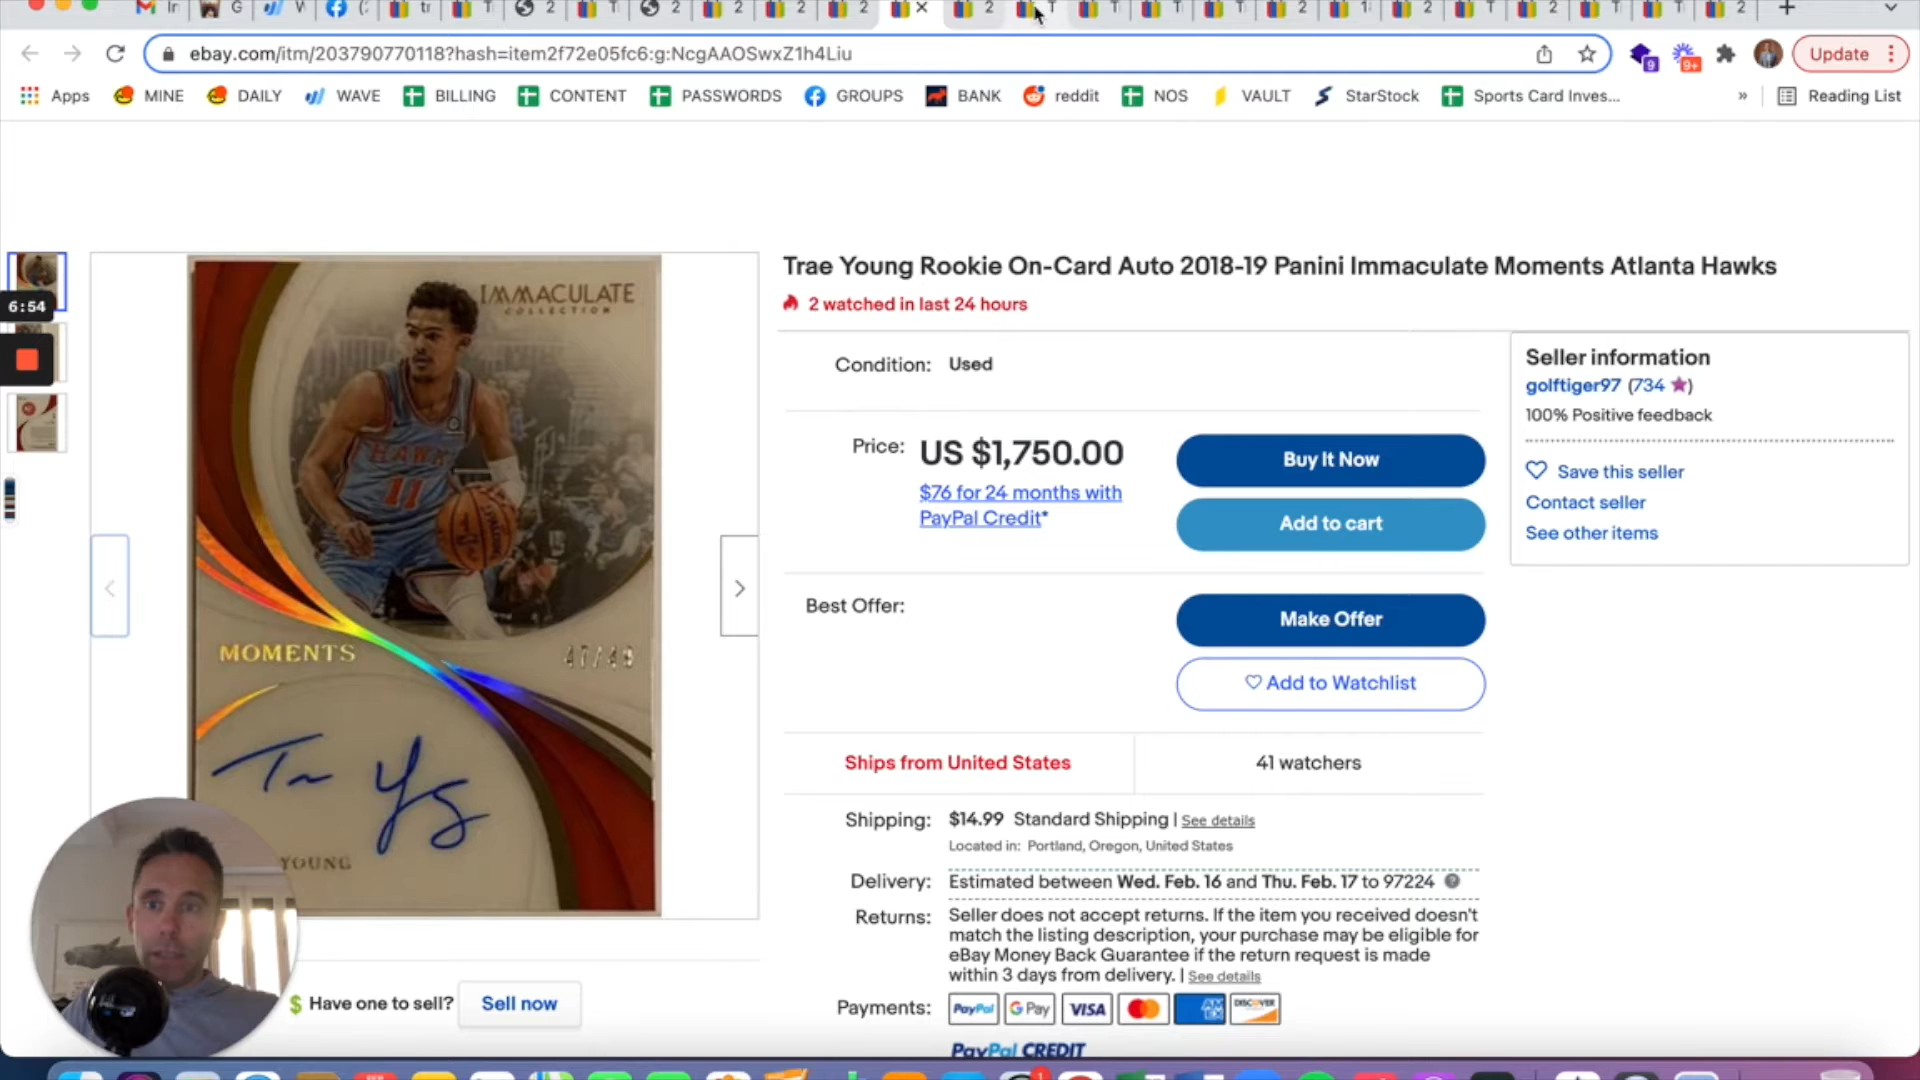 ebay.com/itm/203790770118?hash=item2f72e05fc6:g:NcgAAOSwxZ1h4Liu
9
9+
Update
Apps MINE DAILY WAVE BILLING CONTENT PASSWORDS GROUPS BANK reddit NOS VAULT StarStock Sports Card Inves... » Reading List
Trae Young Rookie On-Card Auto 2018-19 Panini Immaculate Moments Atlanta Hawks
2 watched in last 24 hours
6:54
IMMACULATE
COLLECTION
HAWKS
11
MOMENTS
47/49
YOUNG
Condition: Used
Price: US $1,750.00
$76 for 24 months with
PayPal Credit*
Buy It Now
Add to cart
Best Offer:
Make Offer
Add to Watchlist
Ships from United States
41 watchers
Shipping: $14.99 Standard Shipping | See details
Located in: Portland, Oregon, United States
Delivery: Estimated between Wed. Feb. 16 and Thu. Feb. 17 to 97224
Returns: Seller does not accept returns. If the item you received doesn't
match the listing description, your purchase may be eligible for
eBay Money Back Guarantee if the return request is made
within 3 days from delivery. | See details
Payments: PayPal G Pay VISA AM EX DISCOVER
PayPal CREDIT
Seller information
golftiger97 (734)
100% Positive feedback
Save this seller
Contact seller
See other items
Have one to sell? Sell now